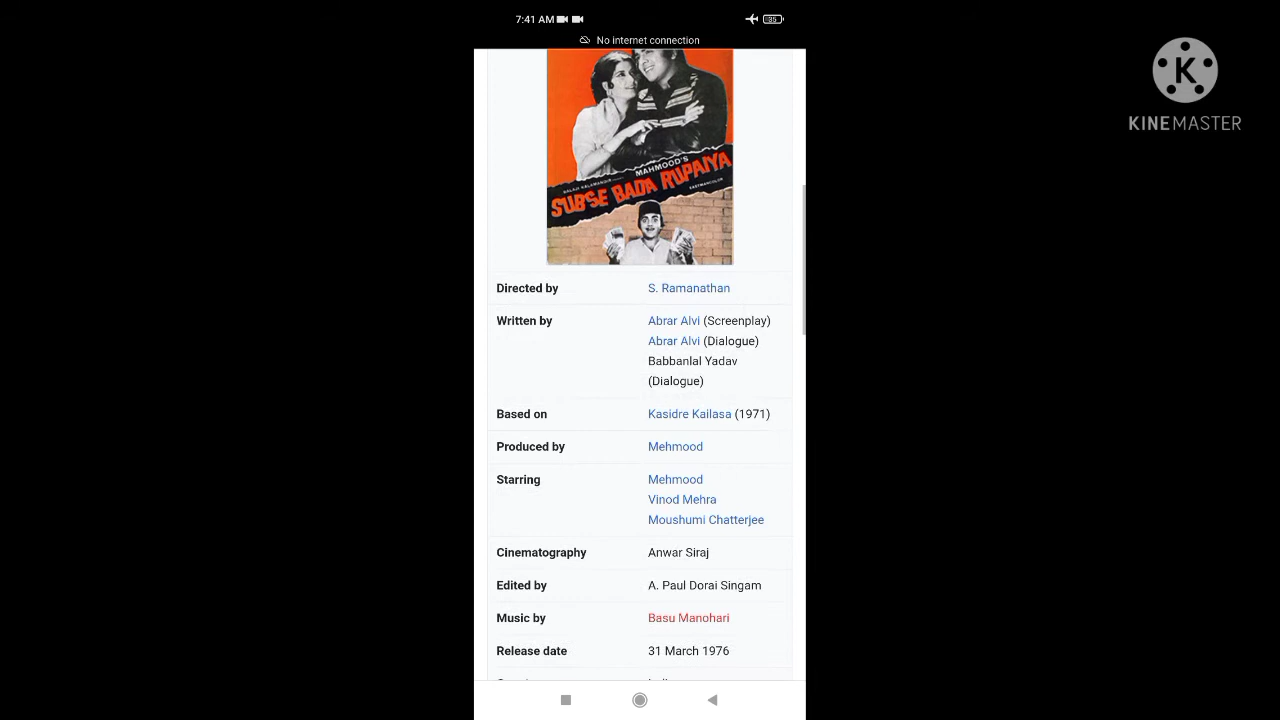 7:41 AM
35
No internet connection
K
KINEMASTER
MAHMOOD'S
SUBSE BADA RUPAIYA
EASTMANCOLOR
Directed by S. Ramanathan
Written by Abrar Alvi (Screenplay)
Abrar Alvi (Dialogue)
Babbanlal Yadav
(Dialogue)
Based on Kasidre Kailasa (1971)
Produced by Mehmood
Starring Mehmood
Vinod Mehra
Moushumi Chatterjee
Cinematography Anwar Siraj
Edited by A. Paul Dorai Singam
Music by Basu Manohari
Release date 31 March 1976